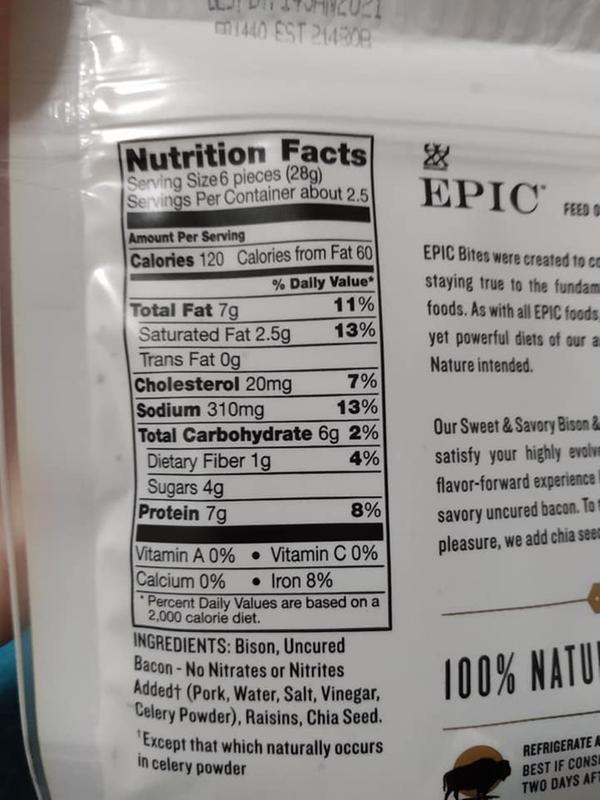 EST 21430B
Nutrition Facts
Serving Size 6 pieces (28g)
Servings Per Container about 2.5
Amount Per Serving
Calories 120 Calories from Fat 60
% Daily Value*
Total Fat 7g 11%
Saturated Fat 2.5g 13%
Trans Fat 0g
Cholesterol 20mg 7%
Sodium 310mg 13%
Total Carbohydrate 6g 2%
Dietary Fiber 1g 4%
Sugars 4g
Protein 7g 8%
Vitamin A 0% • Vitamin C 0%
Calcium 0% • Iron 8%
*Percent Daily Values are based on a
2,000 calorie diet.
INGREDIENTS: Bison, Uncured
Bacon - No Nitrates or Nitrites
Added† (Pork, Water, Salt, Vinegar,
Celery Powder), Raisins, Chia Seed.
†Except that which naturally occurs
in celery powder
EPIC
FEED
EPIC Bites were created to
staying true to the
foods. As with all EPIC foods,
yet powerful diets of our
Nature intended.
Our Sweet & Savory Bison &
satisfy your highly
flavor-forward experience
savory uncured bacon. To
pleasure, we add chia
100%
REFRIGERATE
BEST IF
TWO DAYS